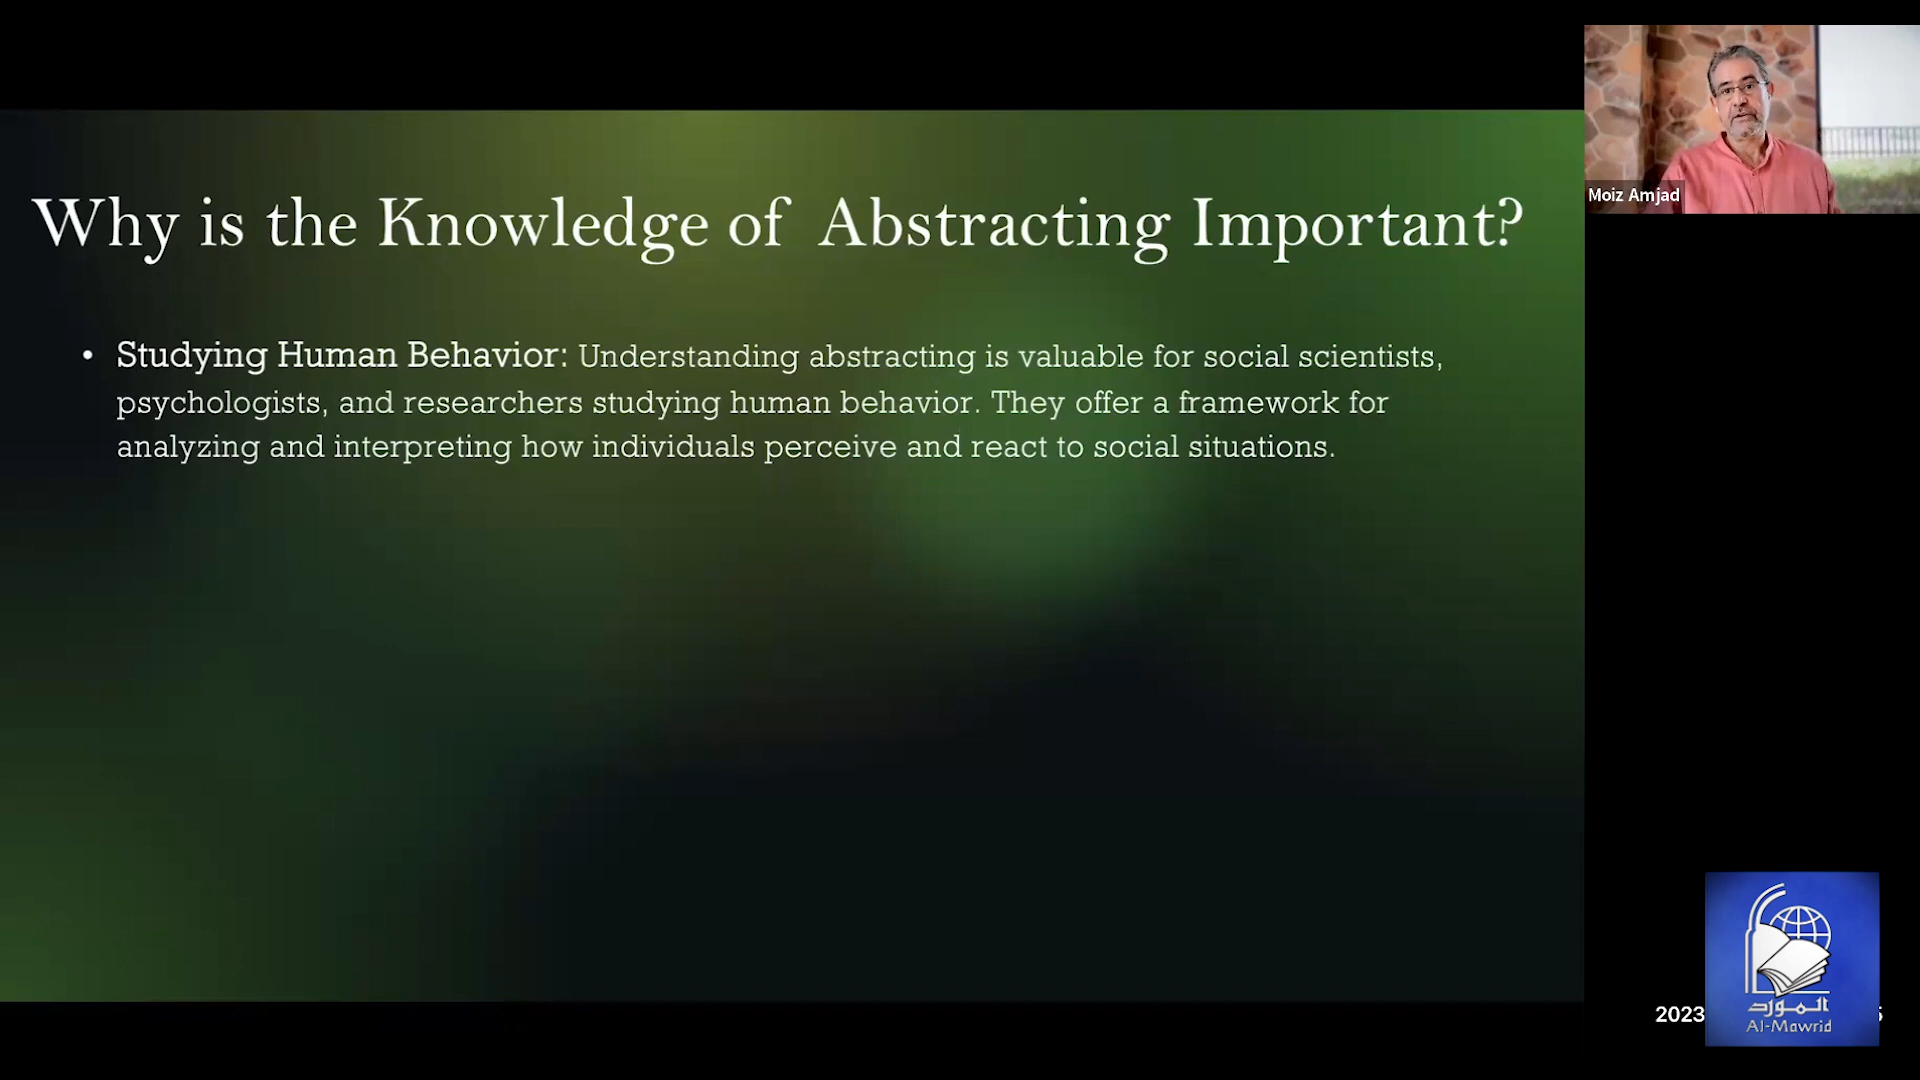 Moiz Amjad
Why is the Knowledge of Abstracting Important?
• Studying Human Behavior: Understanding abstracting is valuable for social scientists,
psychologists, and researchers studying human behavior. They offer a framework for
analyzing and interpreting how individuals perceive and react to social situations.
2023
المورد
Al-Mawrid